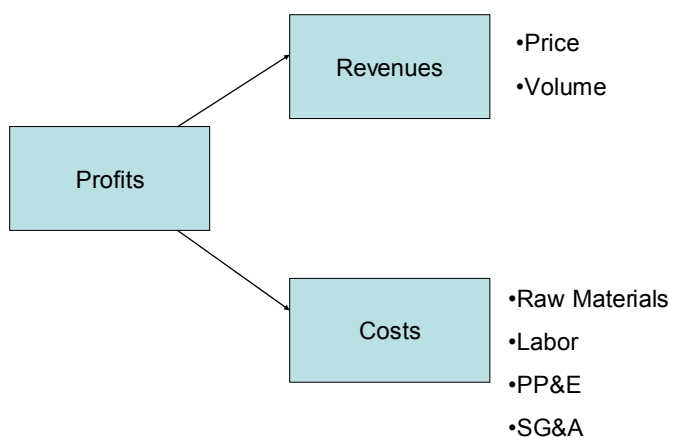 Profits
Revenues
•Price
•Volume
Costs
•Raw Materials
•Labor
•PP&E
•SG&A